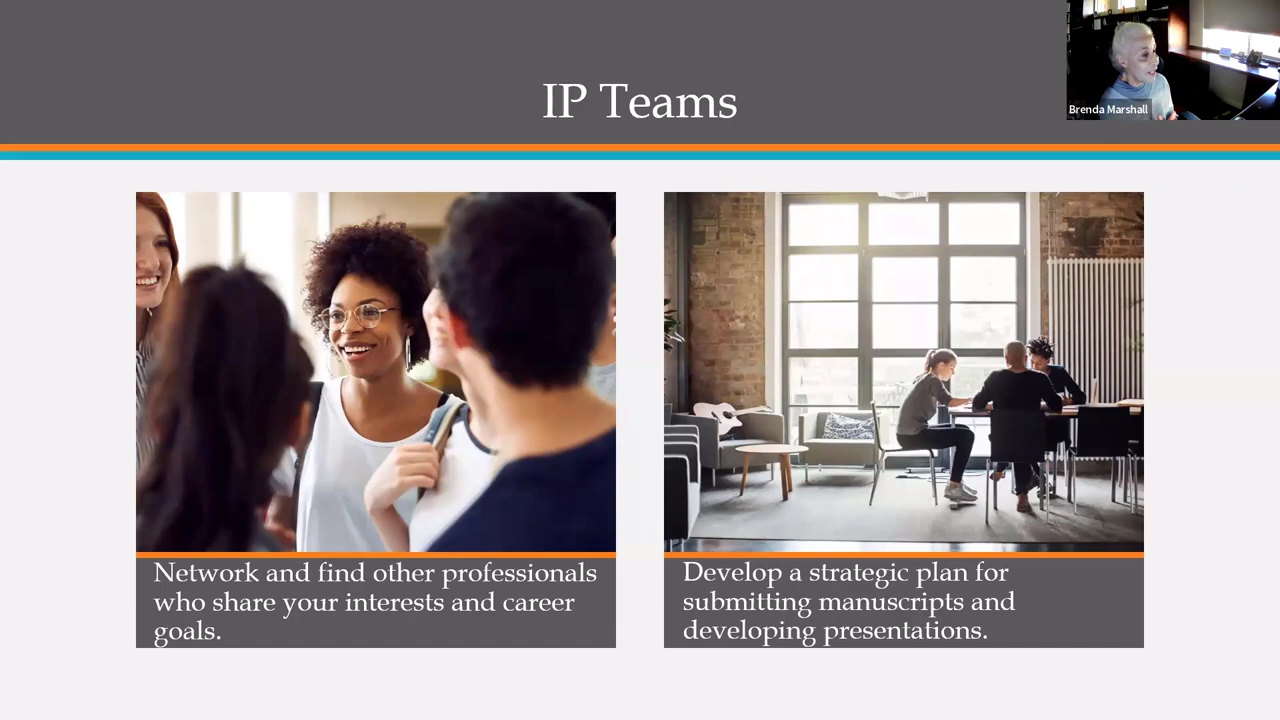 IP Teams
Brenda Marshall
Network and find other professionals
who share your interests and career
goals.
Develop a strategic plan for
submitting manuscripts and
developing presentations.